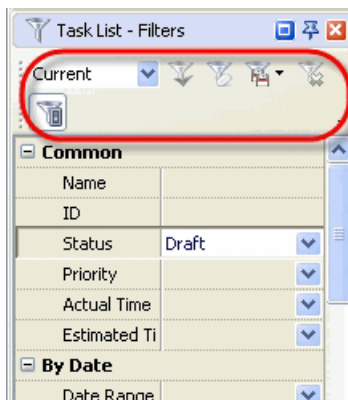 Task List - Filters
Current
Common
Name
ID
Status Draft
Priority
Actual Time
Estimated Ti
By Date
Date Range